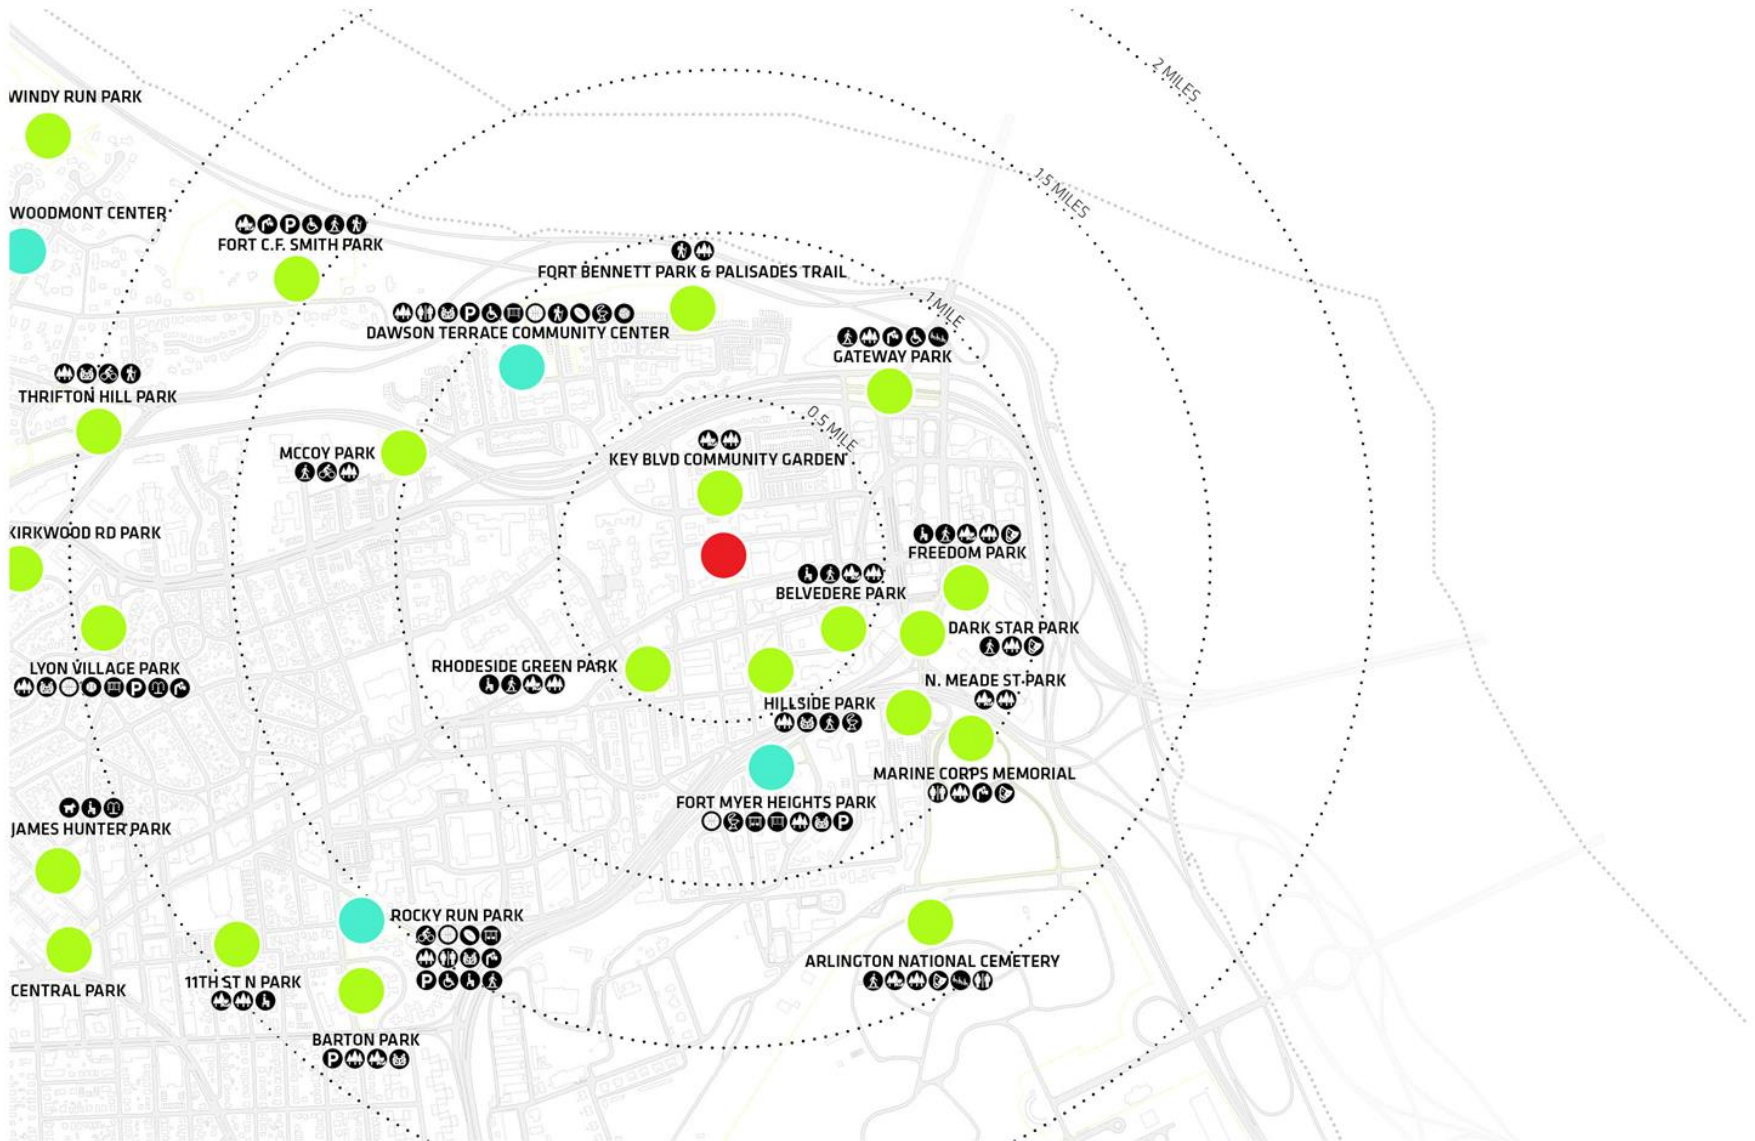 2 MILES
WINDY RUN PARK
1.5 MILES
WOODMONT CENTER
P
FORT C.F. SMITH PARK
FORT BENNETT PARK & PALISADES TRAIL
1 MILE
P
DAWSON TERRACE COMMUNITY CENTER
GATEWAY PARK
THRIFTON HILL PARK
0.5 MILE
MCCOY PARK
KEY BLVD COMMUNITY GARDEN
KIRKWOOD RD PARK
FREEDOM PARK
BELVEDERE PARK
DARK STAR PARK
LYON VILLAGE PARK
P
RHODESIDE GREEN PARK
N. MEADE ST PARK
HILLSIDE PARK
MARINE CORPS MEMORIAL
FORT MYER HEIGHTS PARK
P
JAMES HUNTER PARK
ROCKY RUN PARK
P
ARLINGTON NATIONAL CEMETERY
11TH ST N PARK
CENTRAL PARK
BARTON PARK
P